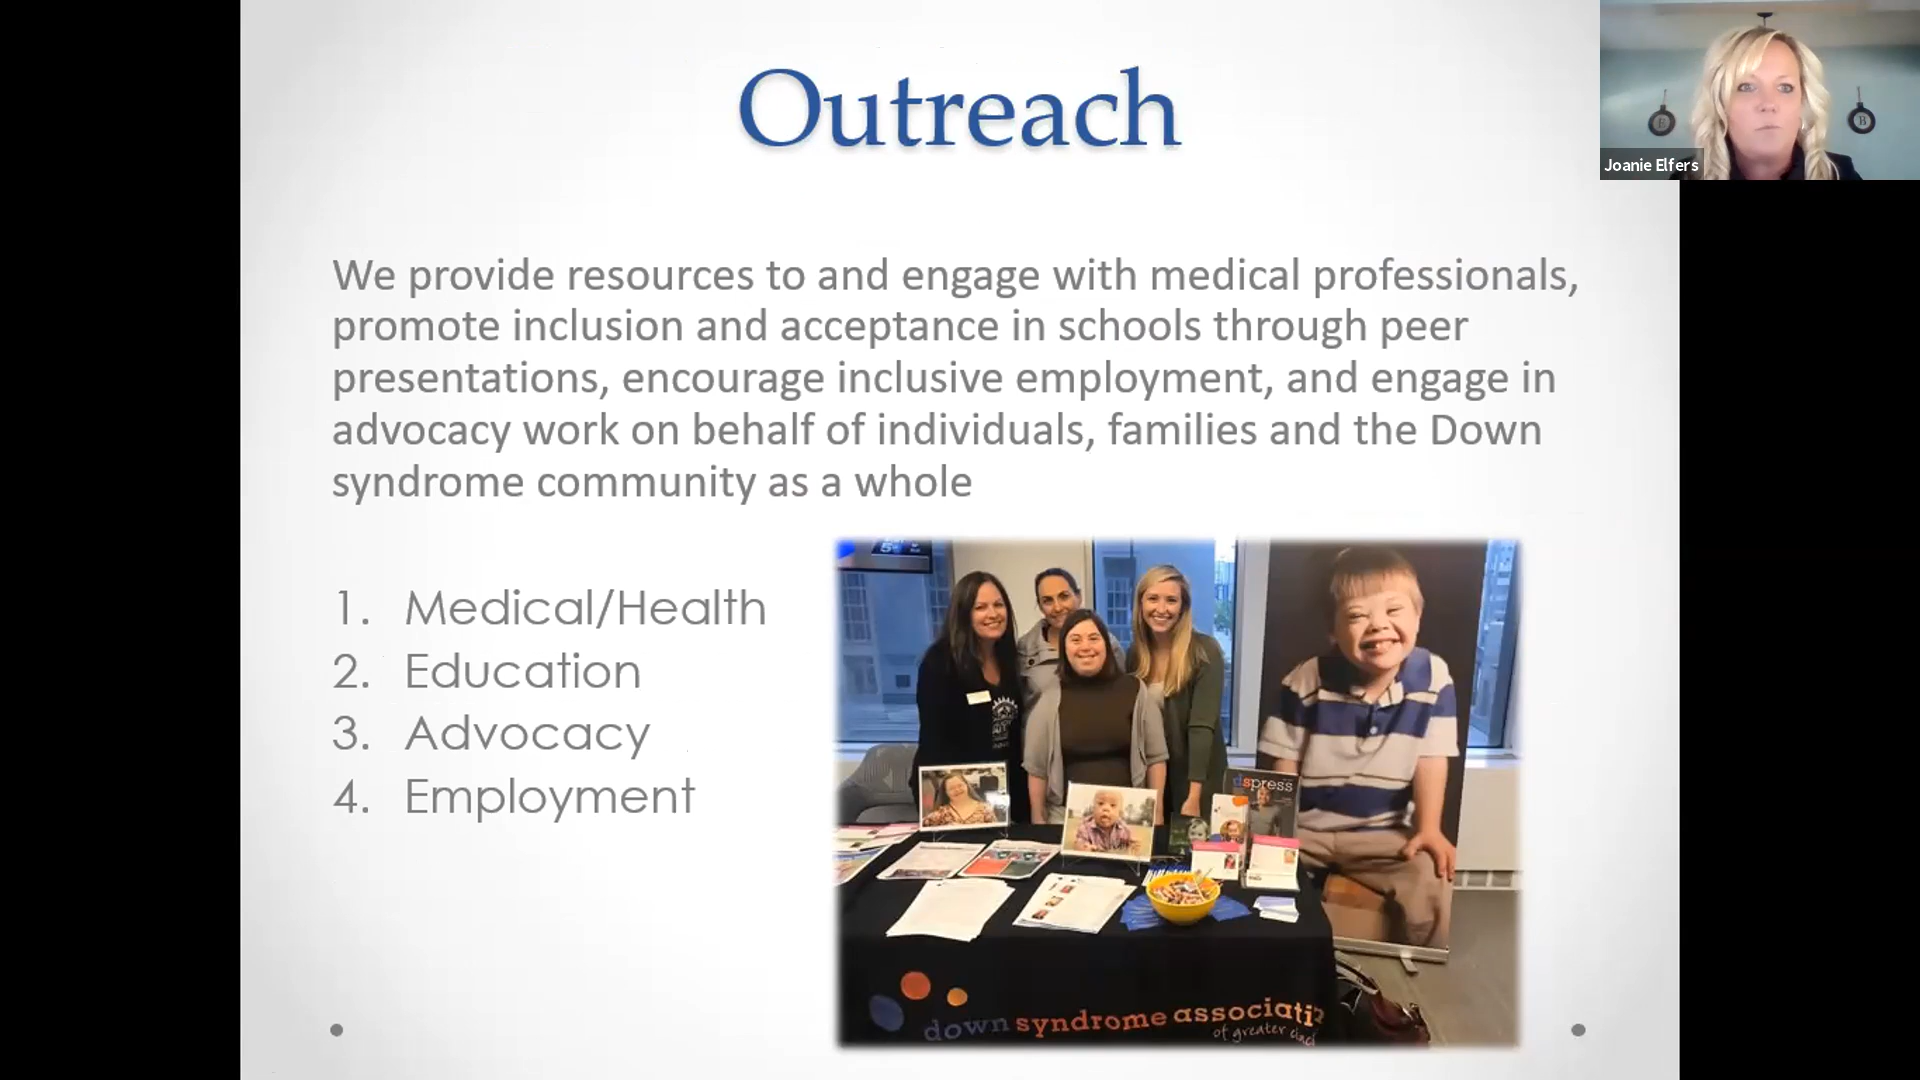 Outreach
Joanie Elfers
We provide resources to and engage with medical professionals,
promote inclusion and acceptance in schools through peer
presentations, encourage inclusive employment, and engage in
advocacy work on behalf of individuals, families and the Down
syndrome community as a whole
1. Medical/Health
2. Education
3. Advocacy
4. Employment
dspress
down syndrome associati
of greater cinci
E
B